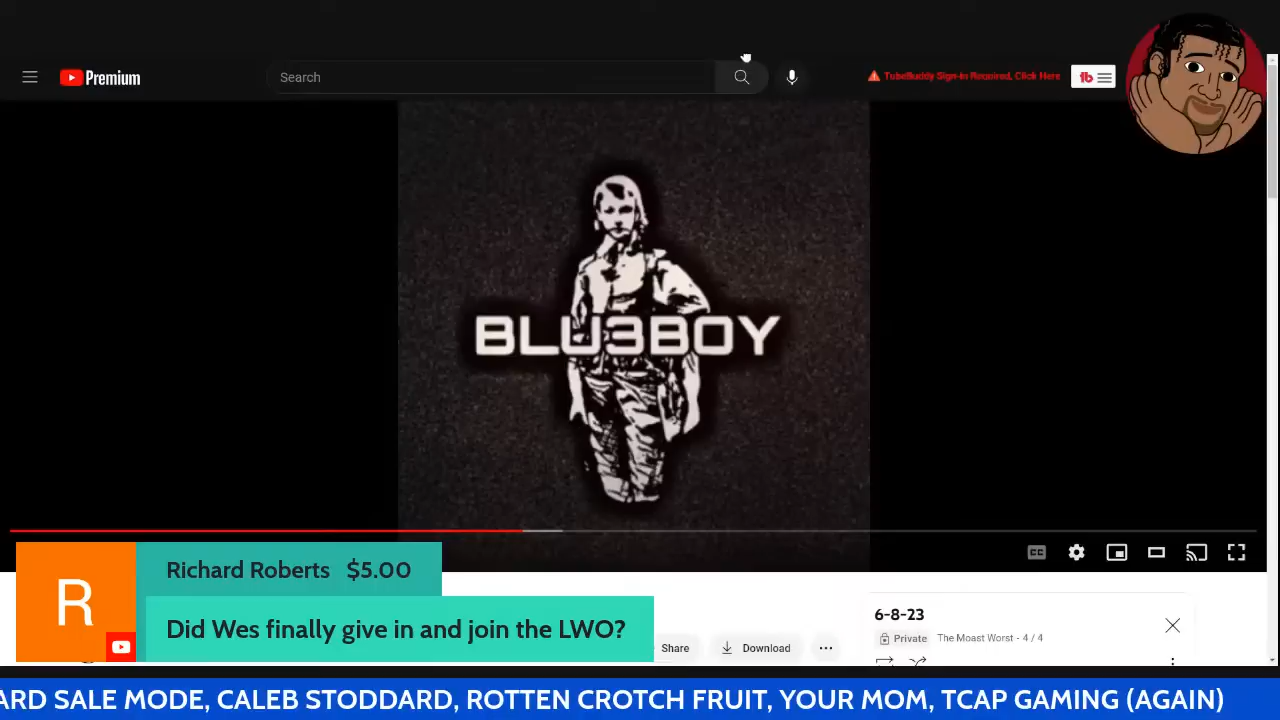 Premium
Search
TubeBuddy Sign-in Required, Click Here
tb
BLU3BOY
CC
R
Richard Roberts $5.00
Did Wes finally give in and join the LWO?
Share
Download
6-8-23
Private
The Moast Worst - 4 / 4
ARD SALE MODE, CALEB STODDARD, ROTTEN CROTCH FRUIT, YOUR MOM, TCAP GAMING (AGAIN)